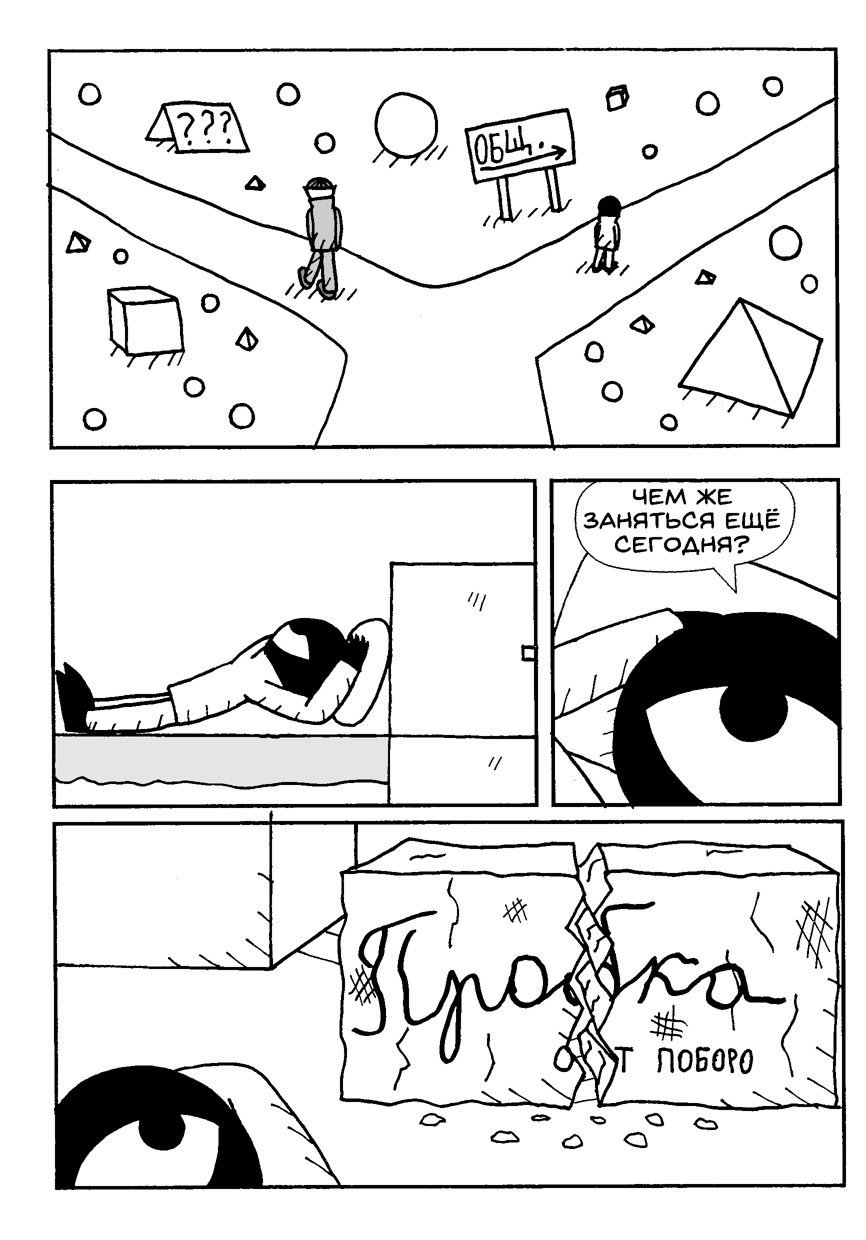 ???
ОБЩ.
ЧЕМ ЖЕ
ЗАНЯТЬСЯ ЕЩЁ
СЕГОДНЯ?
Пробка
ОТ ПОБОРО